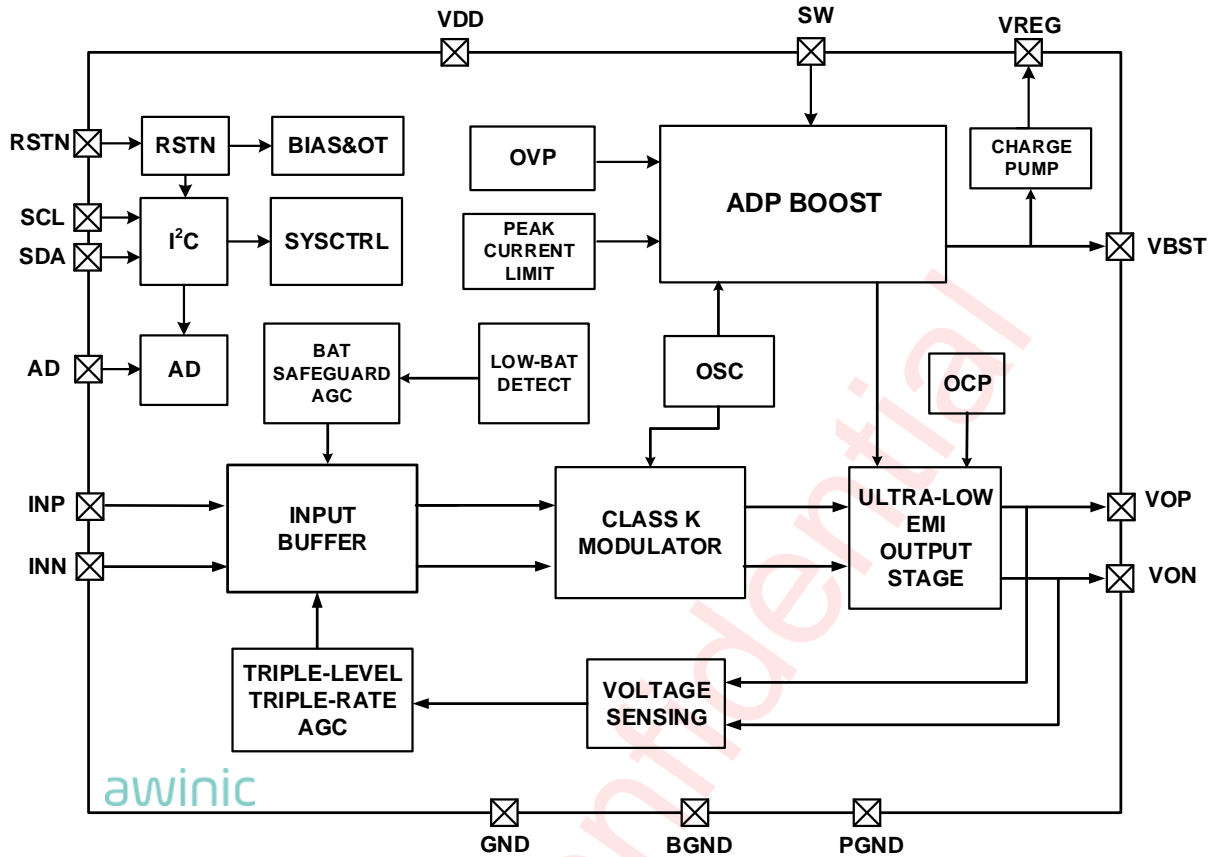 VDD
SW
VREG
RSTN
RSTN
BIAS&OT
OVP
ADP BOOST
CHARGE
PUMP
SCL
SDA
I²C
SYSCTRL
PEAK
CURRENT
LIMIT
VBST
AD
AD
BAT
SAFEGUARD
AGC
LOW-BAT
DETECT
OSC
OCP
INP
INN
INPUT
BUFFER
CLASS K
MODULATOR
ULTRA-LOW
EMI
OUTPUT
STAGE
VOP
VON
TRIPLE-LEVEL
TRIPLE-RATE
AGC
VOLTAGE
SENSING
awinic
GND
BGND
PGND
nfidential